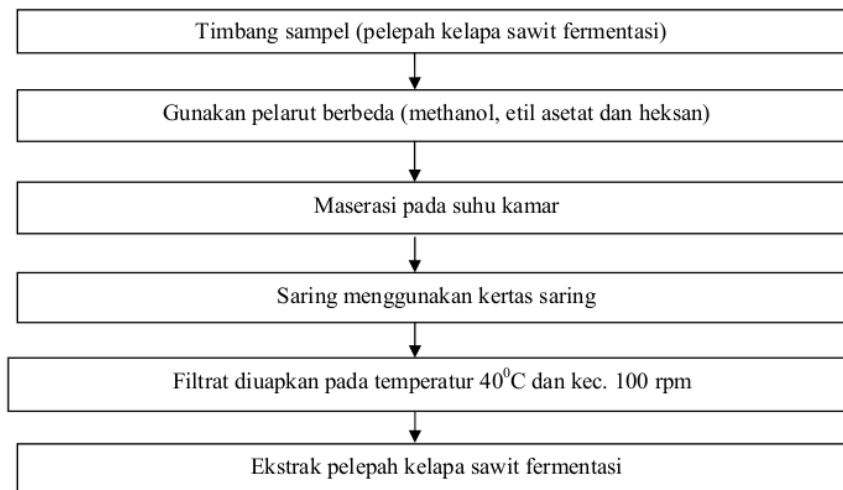 Timbang sampel (pelepah kelapa sawit fermentasi)
Gunakan pelarut berbeda (methanol, etil asetat dan heksan)
Maserasi pada suhu kamar
Saring menggunakan kertas saring
Filtrat diuapkan pada temperatur 40⁰C dan kec. 100 rpm
Ekstrak pelepah kelapa sawit fermentasi